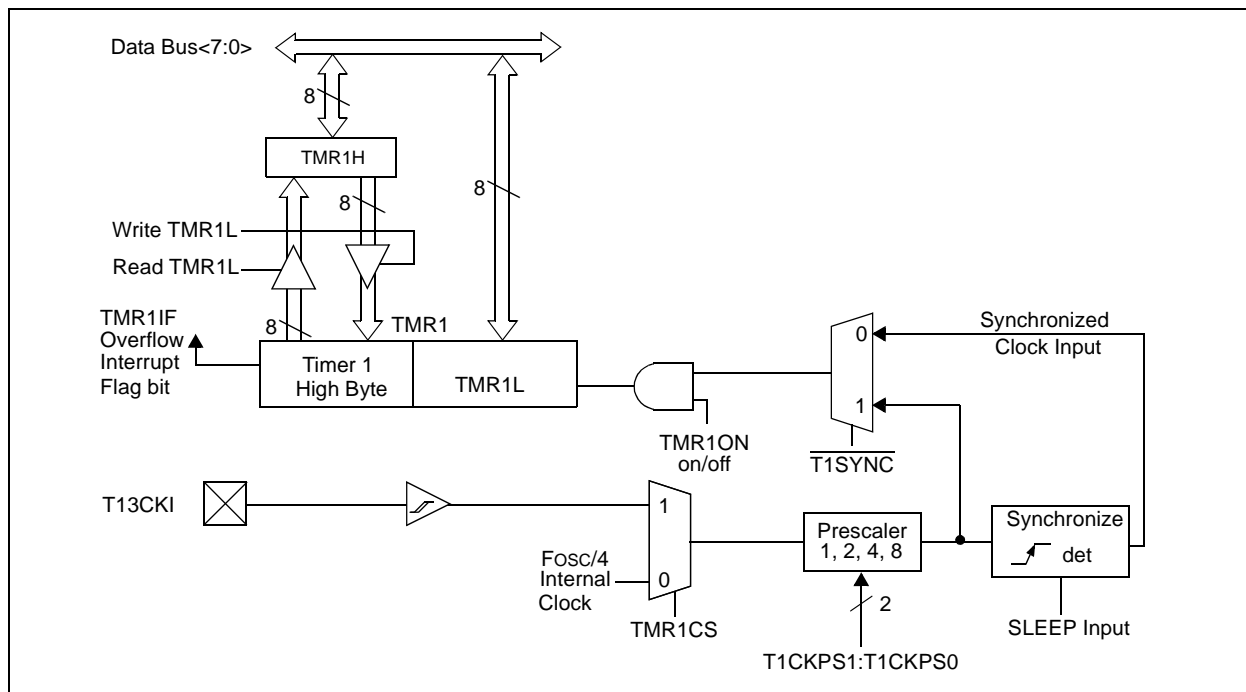 Data Bus<7:0>
8
TMR1H
8
8
Write TMR1L
Read TMR1L
TMR1IF
Overflow
Interrupt
Flag bit
8
TMR1
Timer 1
High Byte
TMR1L
TMR1ON
on/off
0
1
T1SYNC
Synchronized
Clock Input
T13CKI
1
0
FOSC/4
Internal
Clock
TMR1CS
Prescaler
1, 2, 4, 8
2
T1CKPS1:T1CKPS0
Synchronize
det
SLEEP Input